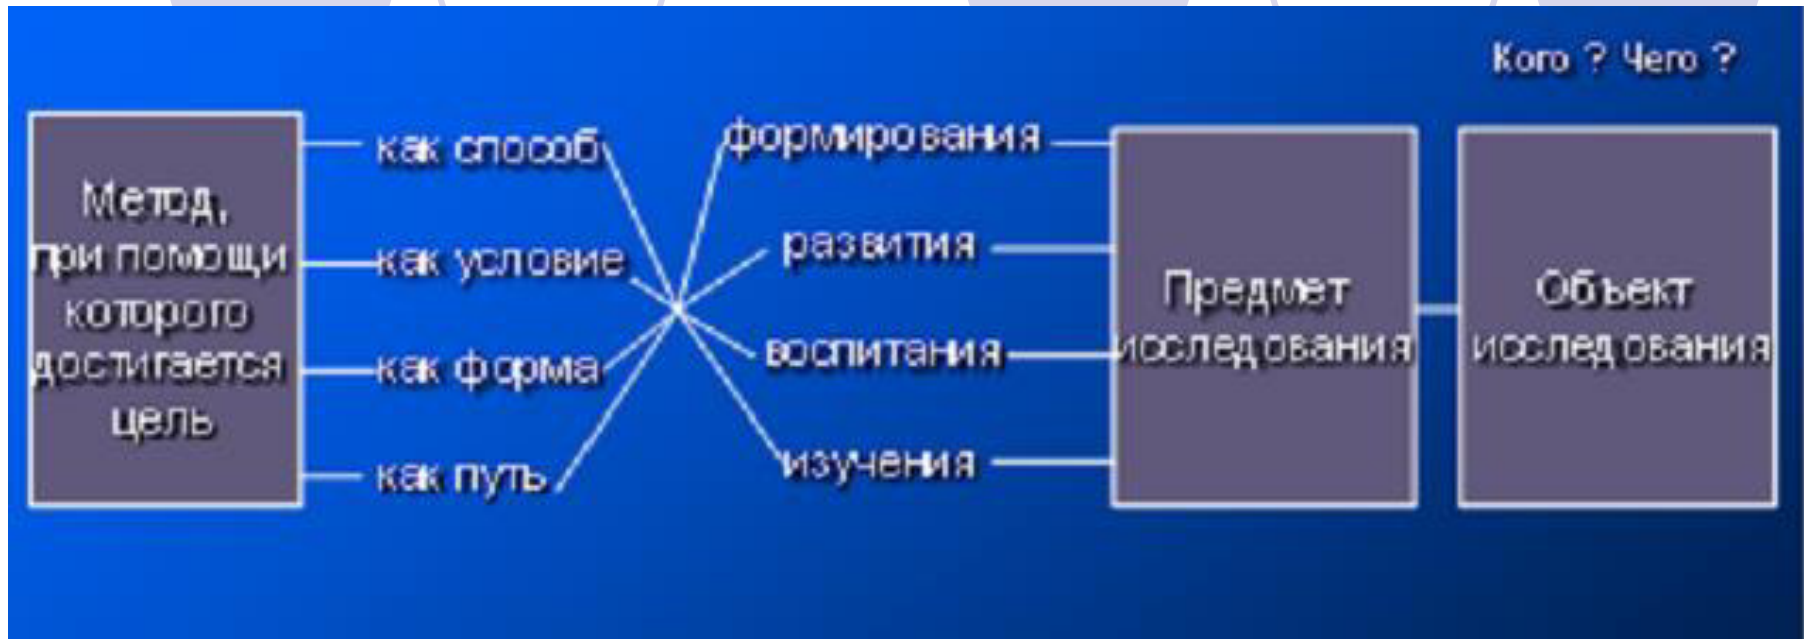 Кого ? Чего ?
Метод,
при помощи
которого
достигается
цель
как способ
как условие
как форма
как путь
формирования
развития
воспитания
изучения
Предмет
исследования
Объект
исследования